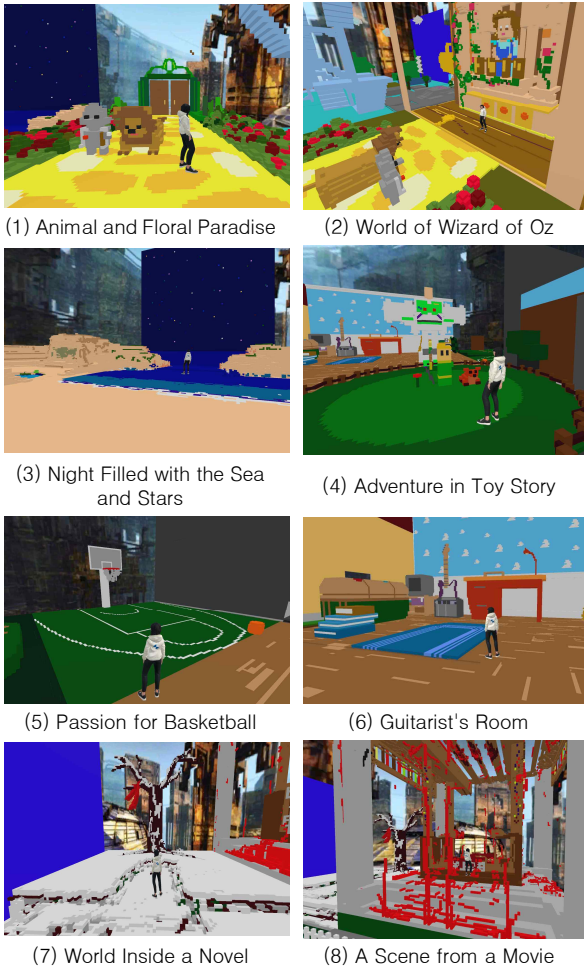 (1) Animal and Floral Paradise
(2) World of Wizard of Oz
(3) Night Filled with the Sea
and Stars
(4) Adventure in Toy Story
(5) Passion for Basketball
(6) Guitarist's Room
(7) World Inside a Novel
(8) A Scene from a Movie